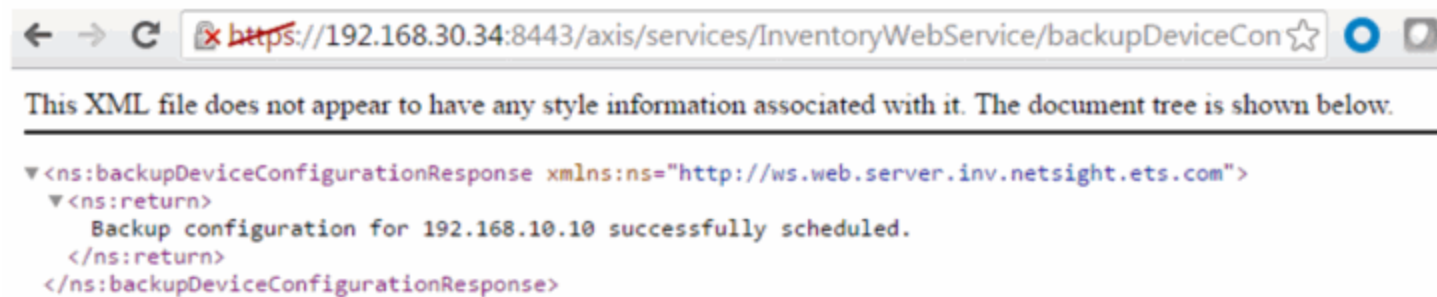 https://192.168.30.34:8443/axis/services/InventoryWebService/backupDeviceCon
This XML file does not appear to have any style information associated with it. The document tree is shown below.
▼<ns:backupDeviceConfigurationResponse xmlns:ns="http://ws.web.server.inv.netsight.ets.com">
▼<ns:return>
Backup configuration for 192.168.10.10 successfully scheduled.
</ns:return>
</ns:backupDeviceConfigurationResponse>